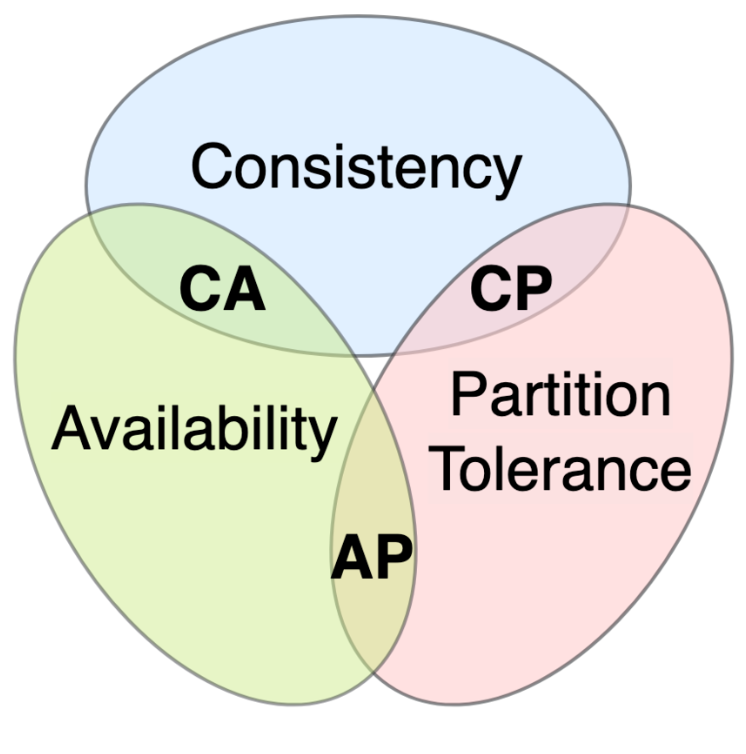 Consistency
CA
CP
Availability
Partition
Tolerance
AP